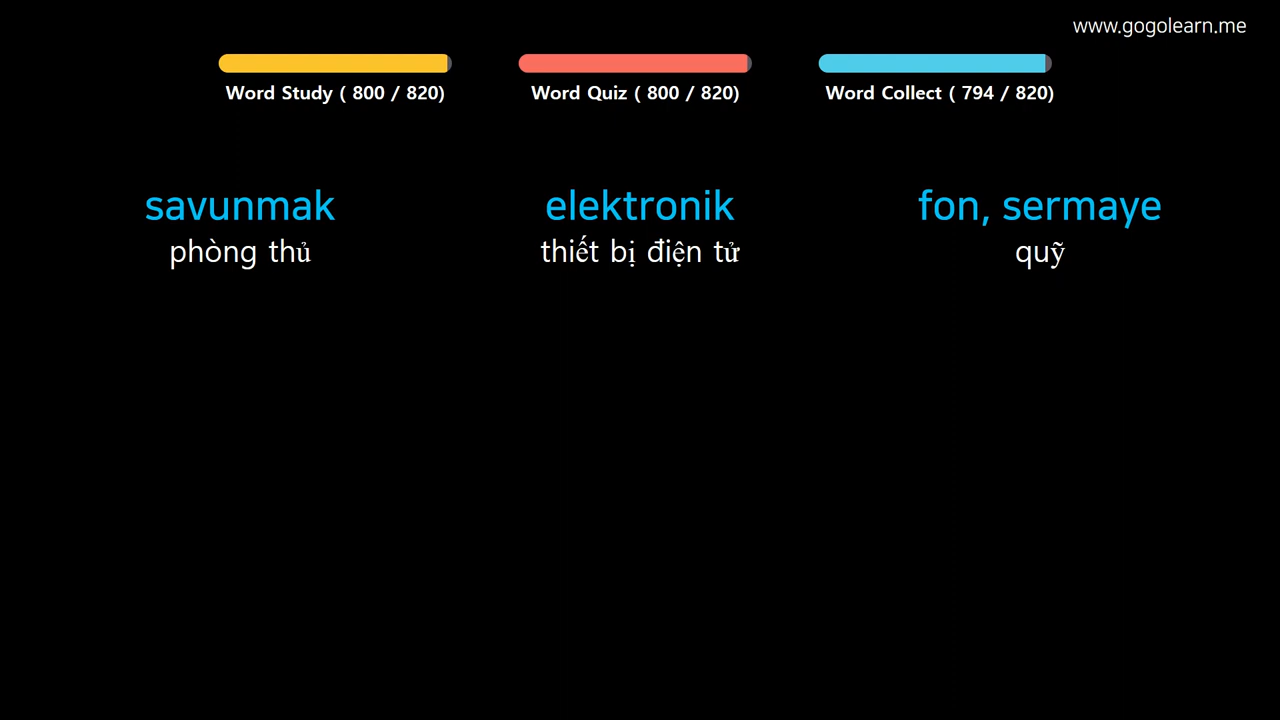 www.gogolearn.me
Word Study ( 800 / 820)
Word Quiz ( 800 / 820)
Word Collect ( 794 / 820)
savunmak
phòng thủ
elektronik
thiết bị điện tử
fon, sermaye
quỹ